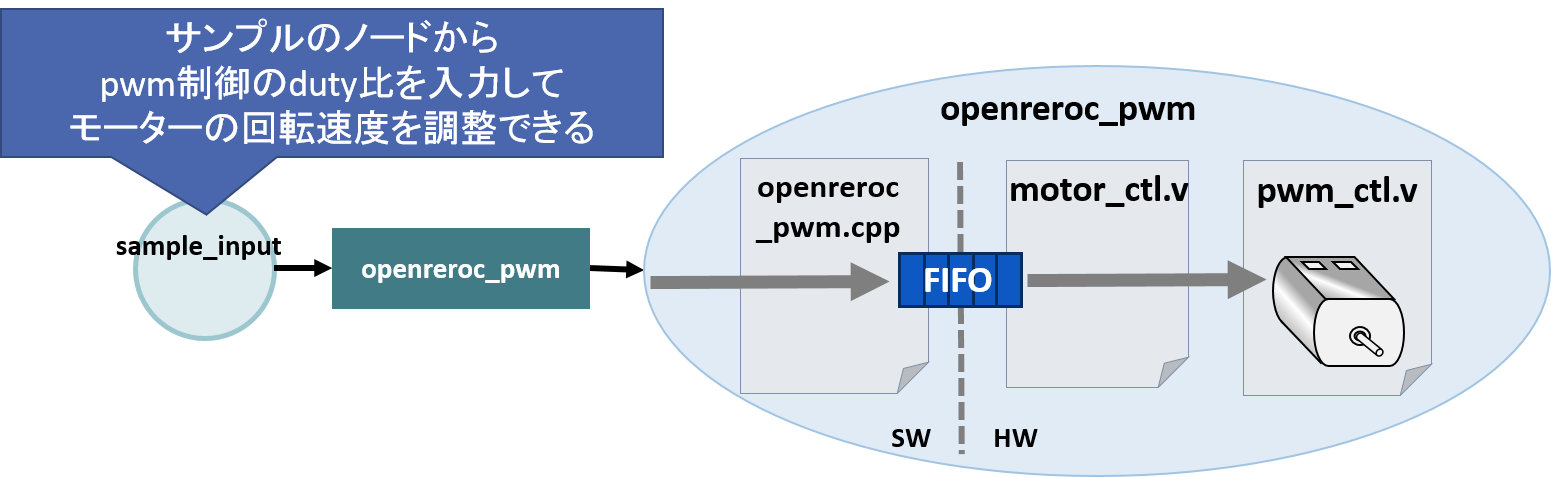 サンプルのノードから
pwm制御のduty比を入力して
モーターの回転速度を調整できる
sample_input
openreroc_pwm
openreroc_pwm
openreroc
_pwm.cpp
FIFO
motor_ctl.v
pwm_ctl.v
SW
HW